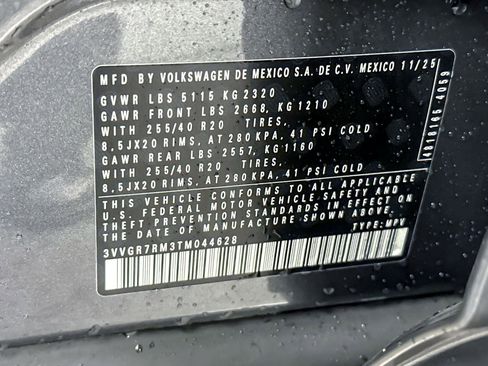 MFD BY VOLKSWAGEN DE MEXICO S.A. DE C.V. MEXICO 11/25
GVWR LBS 5115 KG 2320
GAWR FRONT LBS 2668, KG 1210
WITH 255/40 R20 TIRES,
8,5JX20 RIMS, AT 280 KPA, 41 PSI COLD
GAWR REAR LBS 2557, KG 1160
WITH 255/40 R20 TIRES,
8,5JX20 RIMS, AT 280 KPA, 41 PSI COLD
THIS VEHICLE CONFORMS TO ALL APPLICABLE
U.S. FEDERAL MOTOR VEHICLE SAFETY AND
THEFT PREVENTION STANDARDS IN EFFECT ON
THE DATE OF MANUFACTURE SHOWN ABOVE.
3VVGR7RM3TM044628 TYPE: MPV
4059